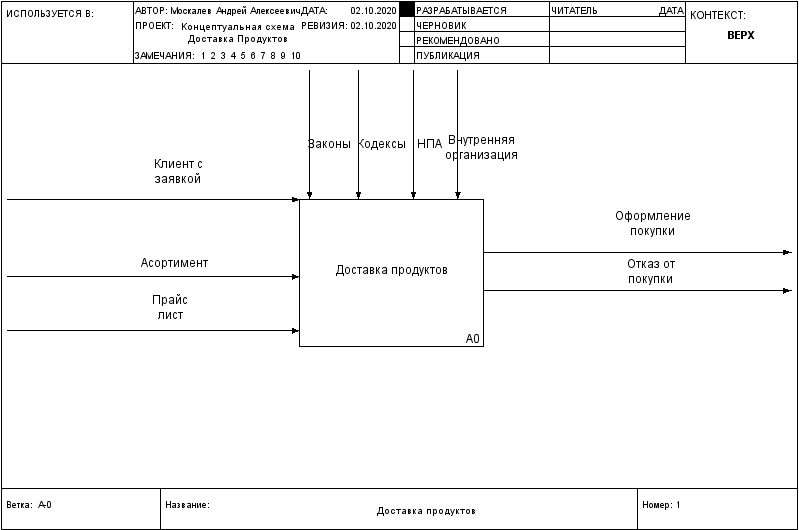 ИСПОЛЬЗУЕТСЯ В:
АВТОР: Москалев Андрей Алексеевич ДАТА: 02.10.2020
ПРОЕКТ: Концептуальная схема Доставка Продуктов
РЕВИЗИЯ: 02.10.2020
ЗАМЕЧАНИЯ: 1 2 3 4 5 6 7 8 9 10
РАЗРАБАТЫВАЕТСЯ
ЧЕРНОВИК
РЕКОМЕНДОВАНО
ПУБЛИКАЦИЯ
ЧИТАТЕЛЬ ДАТА
КОНТЕКСТ:
ВЕРХ
Законы Кодексы НПА Внутренняя
организация
Клиент с
заявкой
Асортимент
Прайс
лист
Доставка продуктов
A0
Оформление
покупки
Отказ от
покупки
Ветка: A-0
Название:
Доставка продуктов
Номер: 1